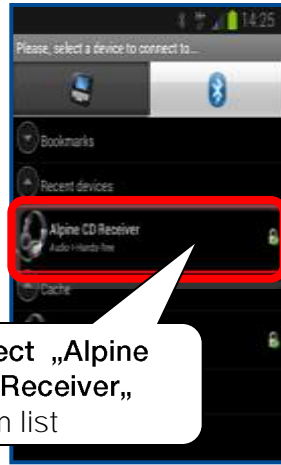 14:25
Please, select a device to connect to...
Bookmarks
Recent devices
Alpine CD Receiver
Audio
Hands-free
Cache
ect „Alpine
Receiver„
list